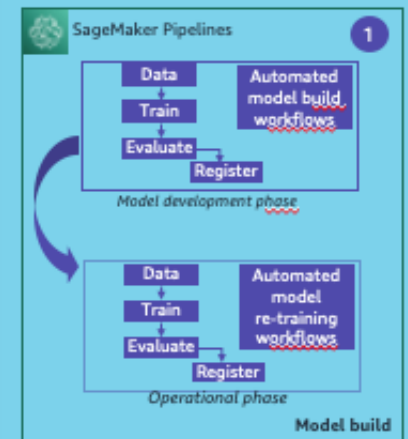 SageMaker Pipelines
1
Data
Train
Evaluate
Register
Automated
model build
workflows
Model development phase
Data
Train
Evaluate
Register
Automated
model
re-training
workflows
Operational phase
Model build